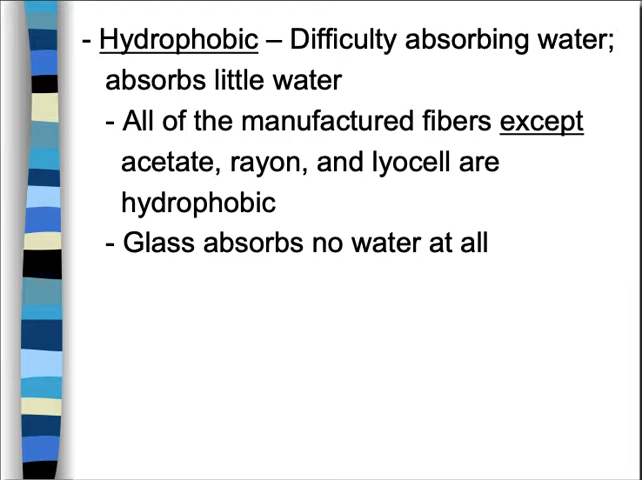 - Hydrophobic – Difficulty absorbing water;
absorbs little water
- All of the manufactured fibers except
acetate, rayon, and lyocell are
hydrophobic
- Glass absorbs no water at all